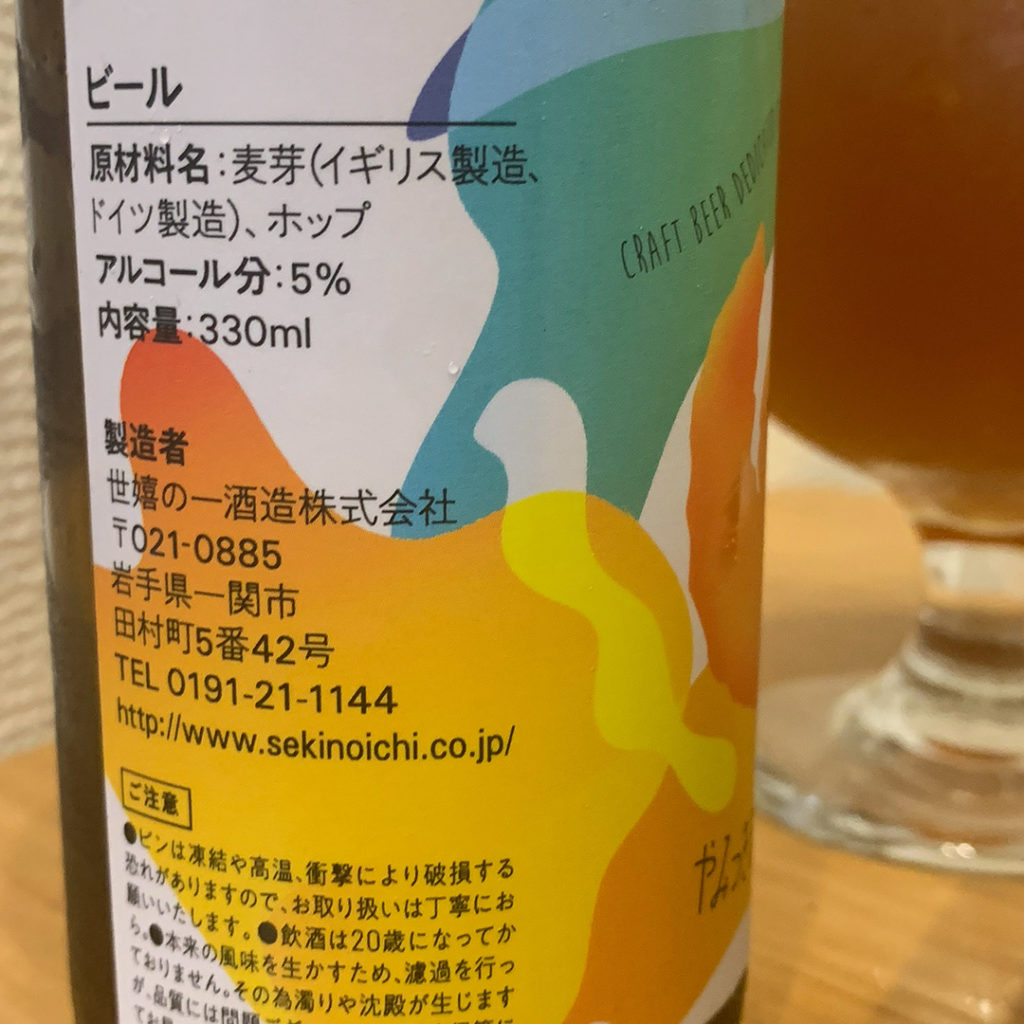 ビール
原材料名：麦芽(イギリス製造、
ドイツ製造)、ホップ
アルコール分：5%
内容量：330ml
製造者
世嬉の一酒造株式会社
〒021-0885
岩手県一関市
田村町5番42号
TEL 0191-21-1144
http://www.sekinoichi.co.jp/
ご注意
●ビンは凍結や高温、衝撃により破損する
恐れがありますので、お取り扱いは丁寧にお
願いいたします。●飲酒は20歳になってか
ら。●本来の風味を生かすため、濾過を行っ
ておりません。その為濁りや沈殿が生じます
が、品質には問題
CRAFT BEER
やみつき